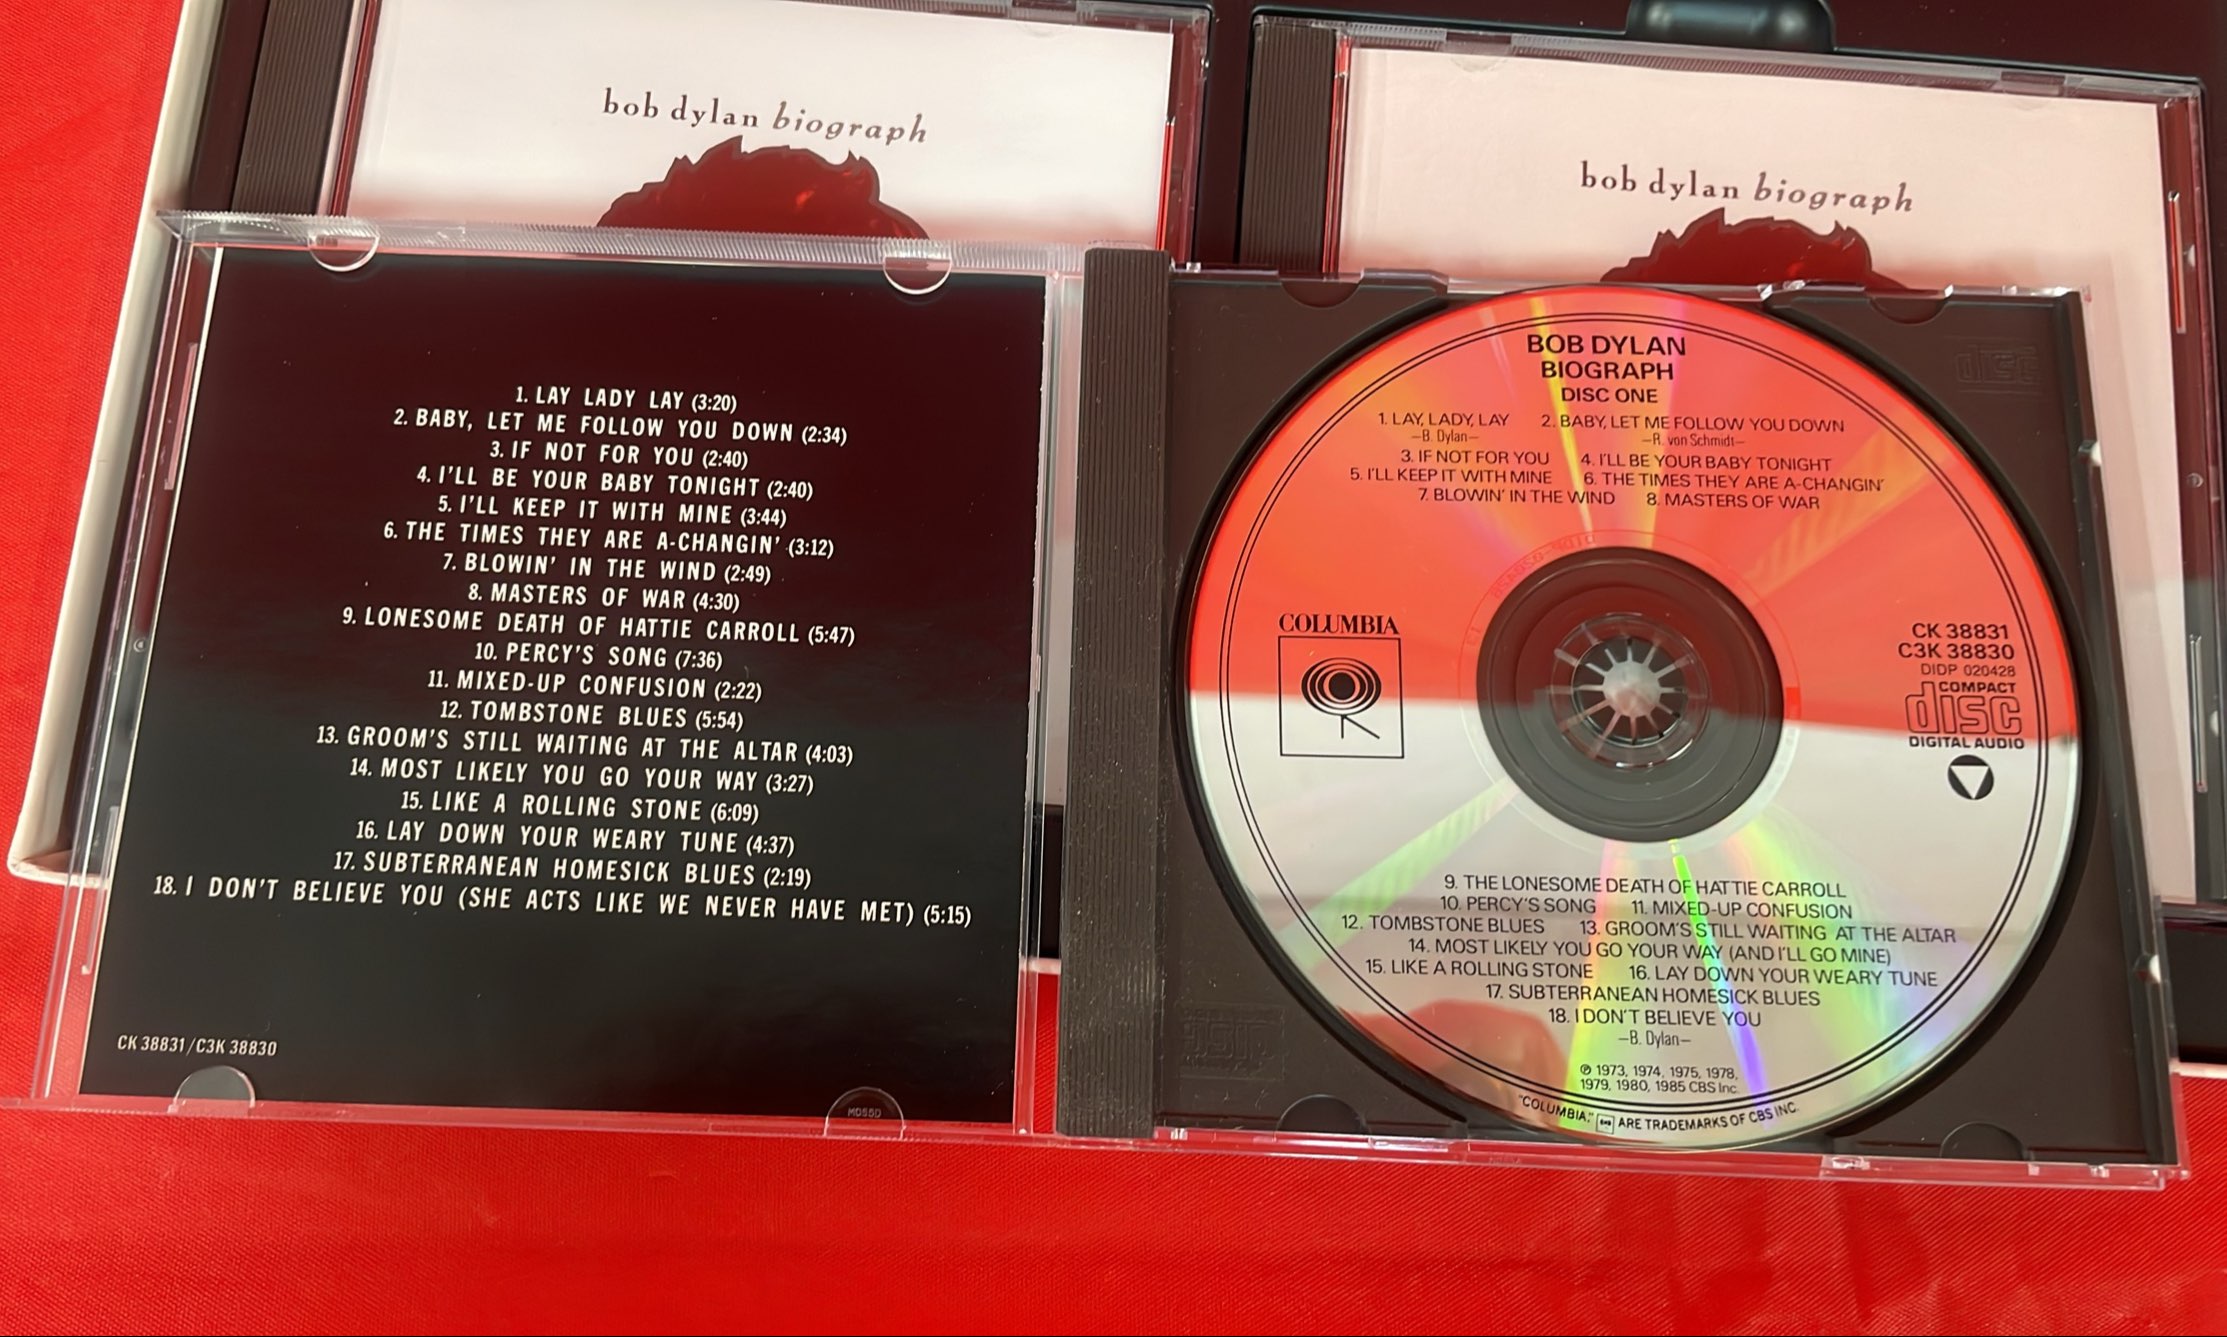 bob dylan biograph
bob dylan biograph
1. LAY LADY LAY (3:20)
2. BABY, LET ME FOLLOW YOU DOWN (2:34)
3. IF NOT FOR YOU (2:40)
4. I'LL BE YOUR BABY TONIGHT (2:40)
5. I'LL KEEP IT WITH MINE (3:44)
6. THE TIMES THEY ARE A-CHANGIN' (3:12)
7. BLOWIN' IN THE WIND (2:49)
8. MASTERS OF WAR (4:30)
9. LONESOME DEATH OF HATTIE CARROLL (5:47)
10. PERCY'S SONG (7:36)
11. MIXED-UP CONFUSION (2:22)
12. TOMBSTONE BLUES (5:54)
13. GROOM'S STILL WAITING AT THE ALTAR (4:03)
14. MOST LIKELY YOU GO YOUR WAY (3:27)
15. LIKE A ROLLING STONE (6:09)
16. LAY DOWN YOUR WEARY TUNE (4:37)
17. SUBTERRANEAN HOMESICK BLUES (2:19)
18. I DON'T BELIEVE YOU (SHE ACTS LIKE WE NEVER HAVE MET) (5:15)
CK 38831/C3K 38830
BOB DYLAN
BIOGRAPH
DISC ONE
1. LAY, LADY, LAY 2. BABY, LET ME FOLLOW YOU DOWN
—B. Dylan— —R. von Schmidt—
3. IF NOT FOR YOU 4. I'LL BE YOUR BABY TONIGHT
5. I'LL KEEP IT WITH MINE 6. THE TIMES THEY ARE A-CHANGIN'
7. BLOWIN' IN THE WIND 8. MASTERS OF WAR
COLUMBIA
CK 38831
C3K 38830
DIDP 020428
COMPACT
disc
DIGITAL AUDIO
9. THE LONESOME DEATH OF HATTIE CARROLL
10. PERCY'S SONG 11. MIXED-UP CONFUSION
12. TOMBSTONE BLUES 13. GROOM'S STILL WAITING AT THE ALTAR
14. MOST LIKELY YOU GO YOUR WAY (AND I'LL GO MINE)
15. LIKE A ROLLING STONE 16. LAY DOWN YOUR WEARY TUNE
17. SUBTERRANEAN HOMESICK BLUES
18. I DON'T BELIEVE YOU
—B. Dylan—
℗ 1973, 1974, 1975, 1978,
1979, 1980, 1985 CBS Inc.
"COLUMBIA," ARE TRADEMARKS OF CBS INC.
disc